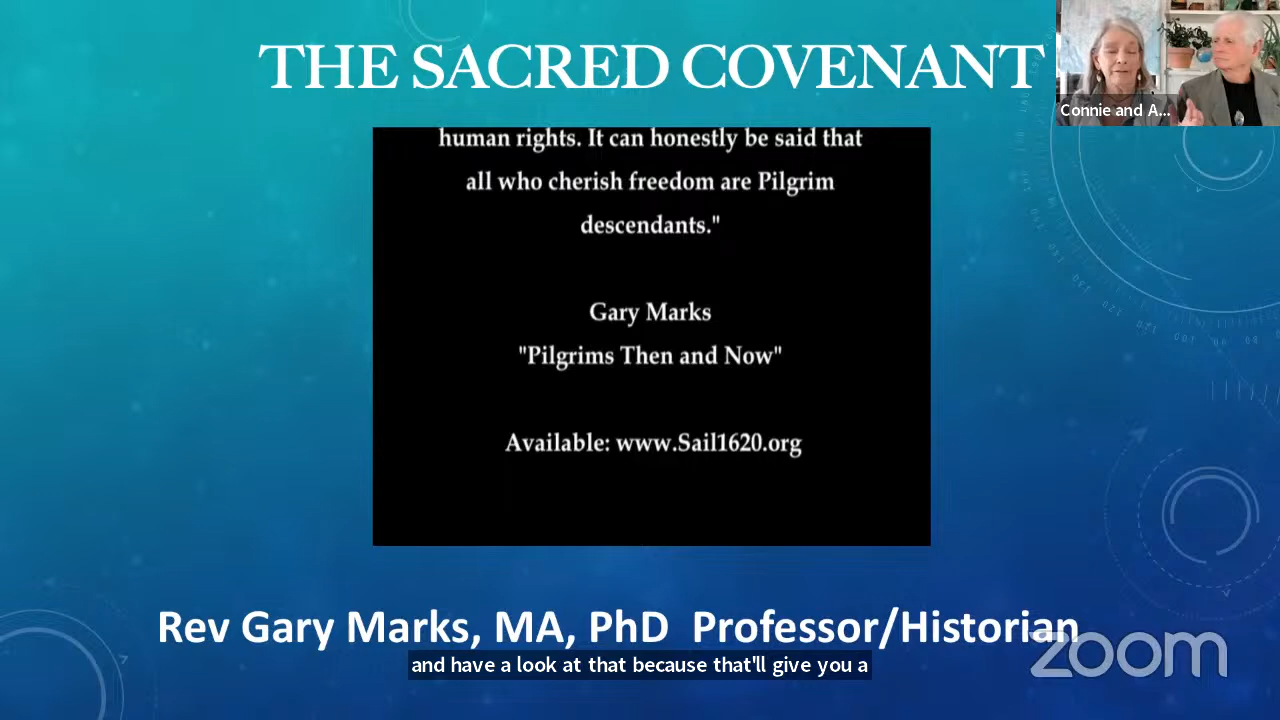 THE SACRED COVENANT
Connie and A...
human rights. It can honestly be said that
all who cherish freedom are Pilgrim
descendants."
Gary Marks
"Pilgrims Then and Now"
Available: www.Sail1620.org
Rev Gary Marks, MA, PhD  Professor/Historian
zoom
and have a look at that because that'll give you a